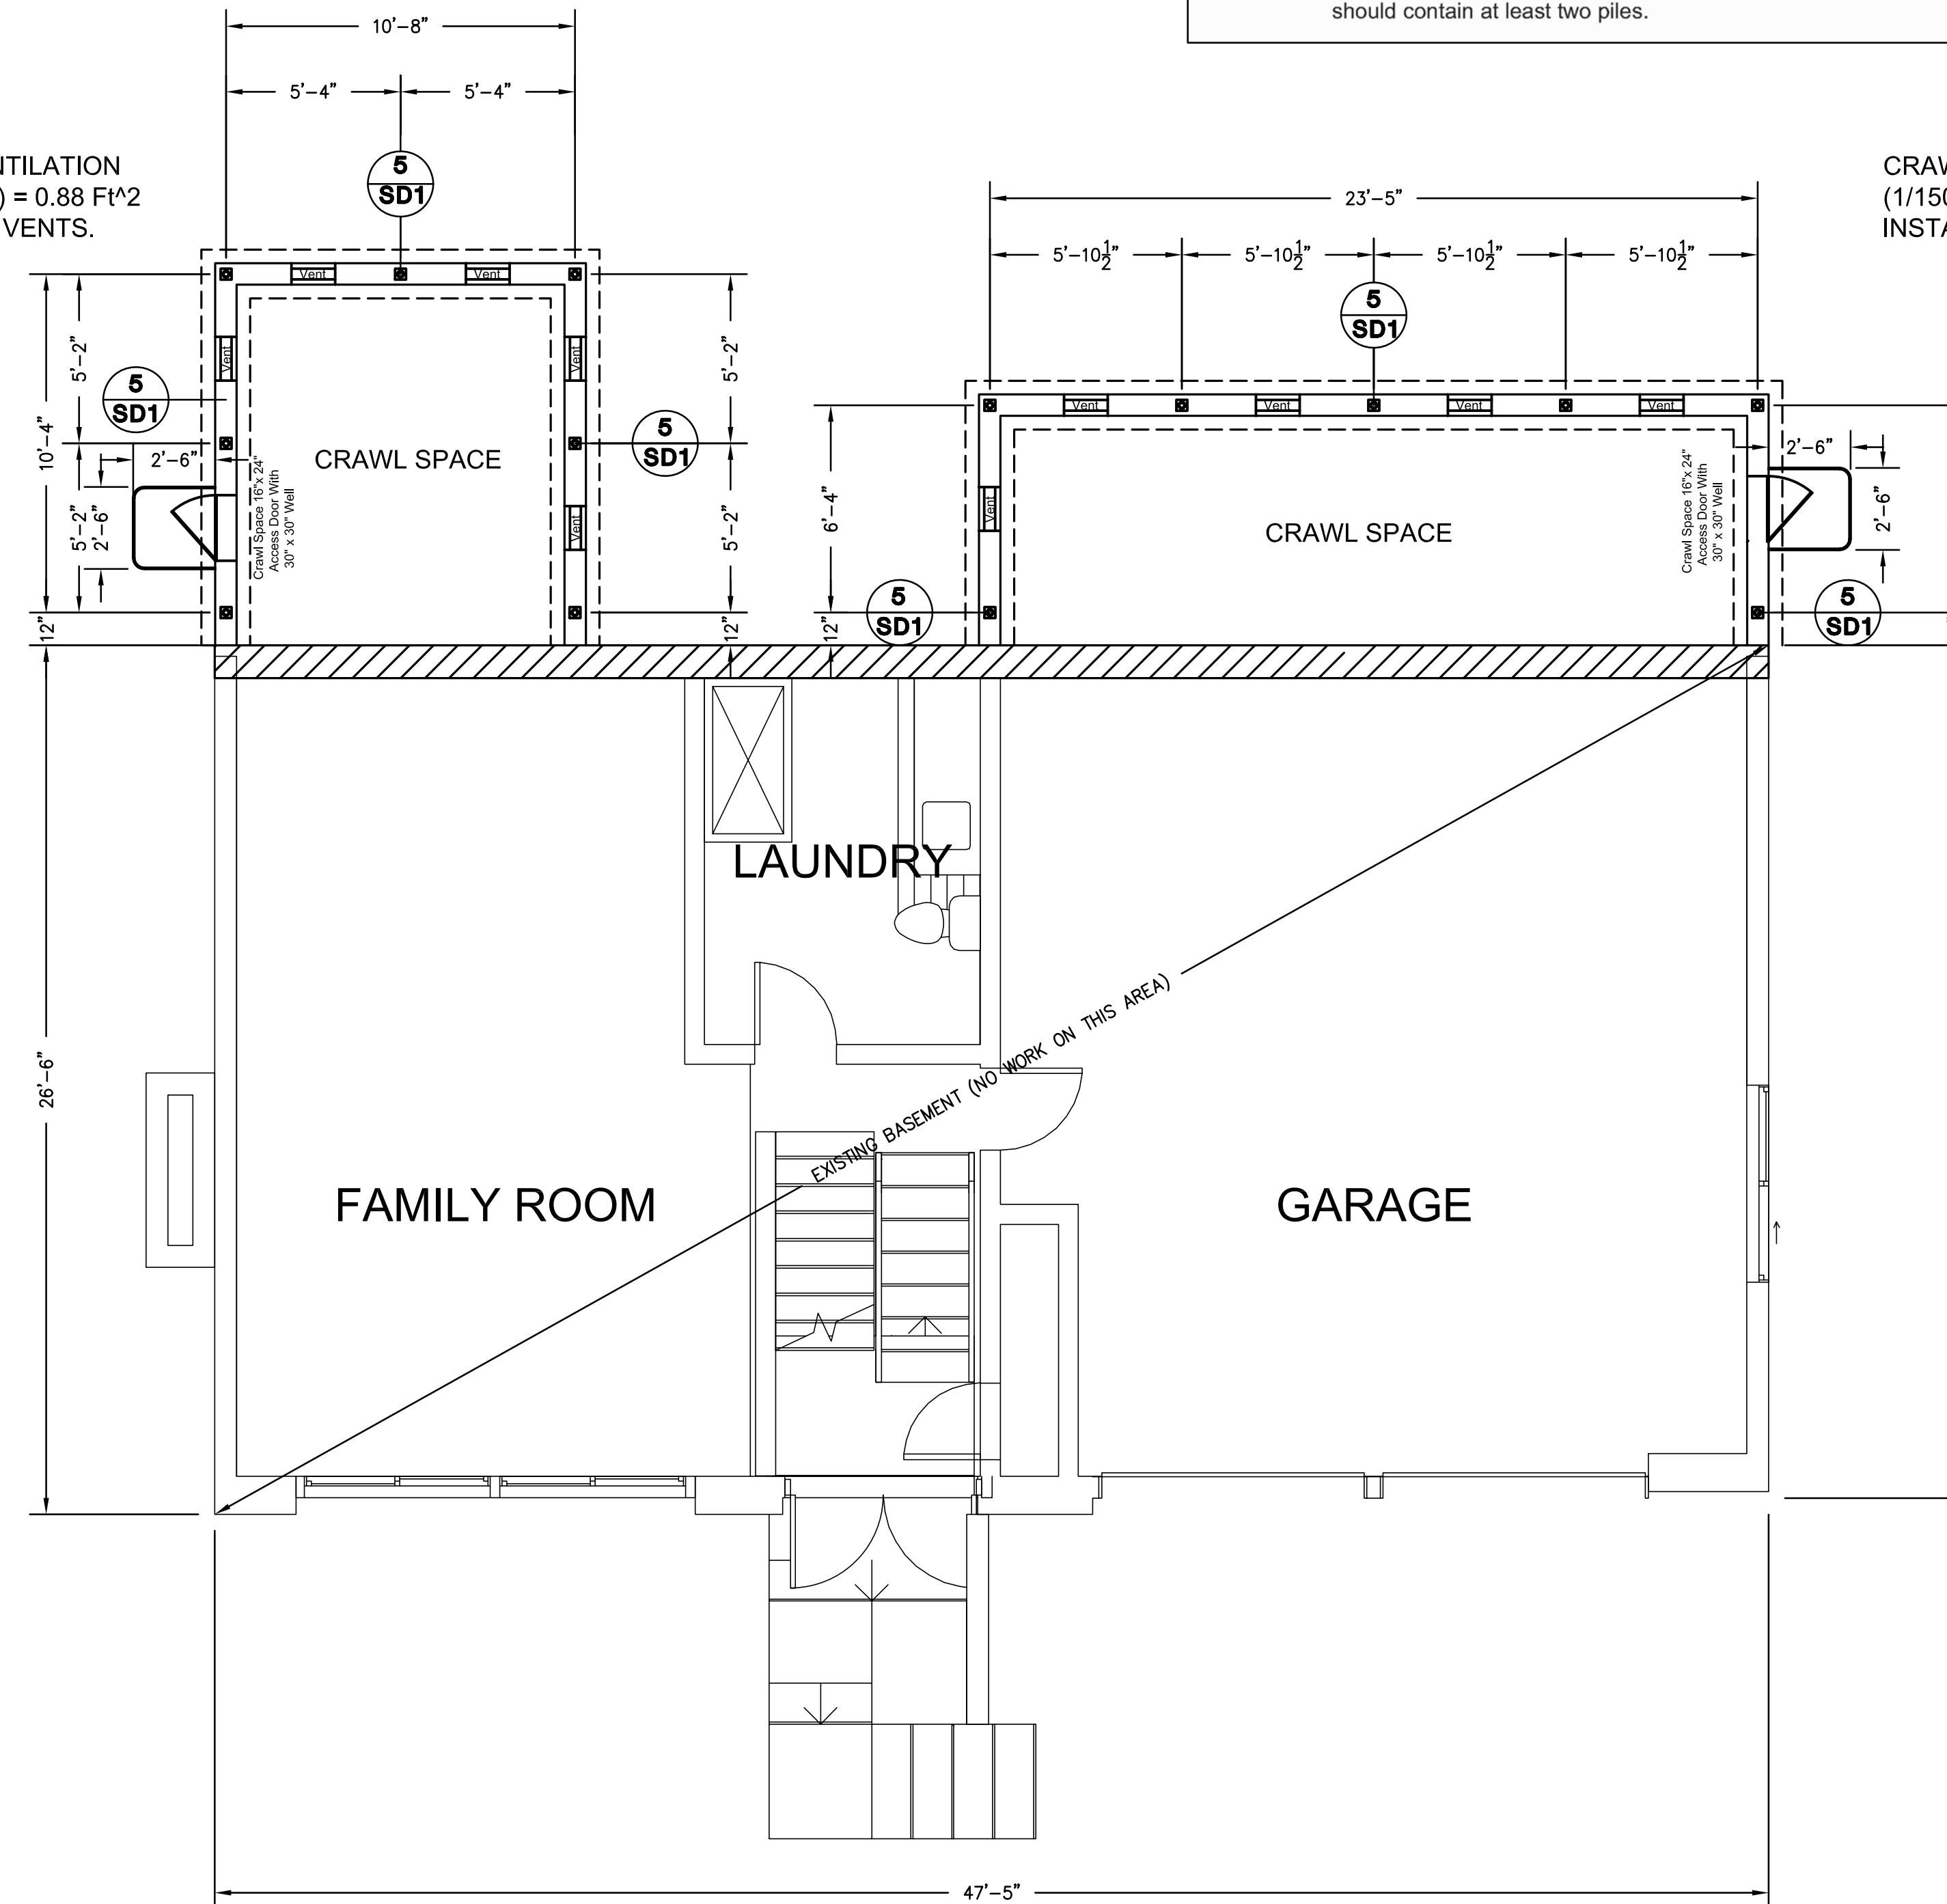 should contain at least two piles.
10'-8"
5'-4"
5'-4"
5
SD1
NTILATION
) = 0.88 Ft^2
VENTS.
CRAW
(1/150
INSTA
23'-5"
5'-10½"
5'-10½"
5'-10½"
5'-10½"
5
SD1
Vent
Vent
Vent
Vent
Vent
10'-4"
5'-2"
5'-2"
2'-6"
2'-6"
12"
5
SD1
CRAWL SPACE
Crawl Space 16"x 24"
Access Door With
30" x 30" Well
5
SD1
5'-2"
5'-2"
12"
6'-4"
12"
5
SD1
Vent
Vent
Vent
Vent
Vent
CRAWL SPACE
Crawl Space 16"x 24"
Access Door With
30" x 30" Well
2'-6"
2'-6"
5
SD1
LAUNDRY
EXISTING BASEMENT (NO WORK ON THIS AREA)
FAMILY ROOM
GARAGE
26'-6"
47'-5"